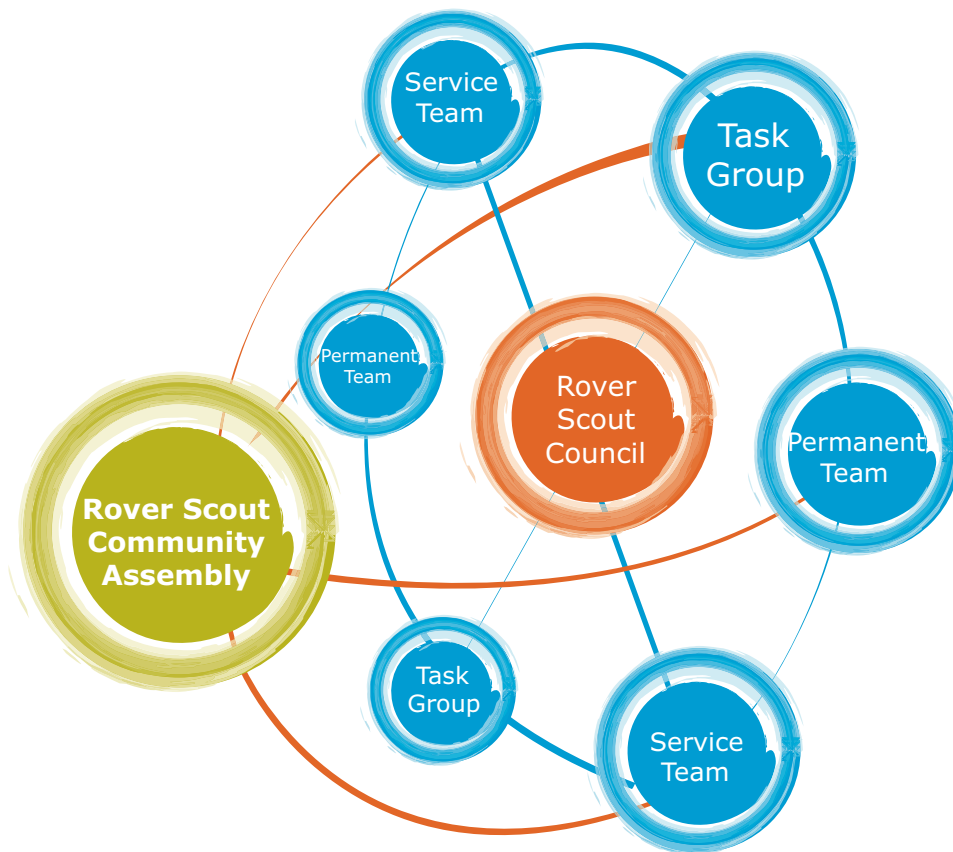 Service
Team
Task
Group
Permanent
Team
Rover
Scout
Council
Permanent
Team
Rover Scout
Community
Assembly
Task
Group
Service
Team